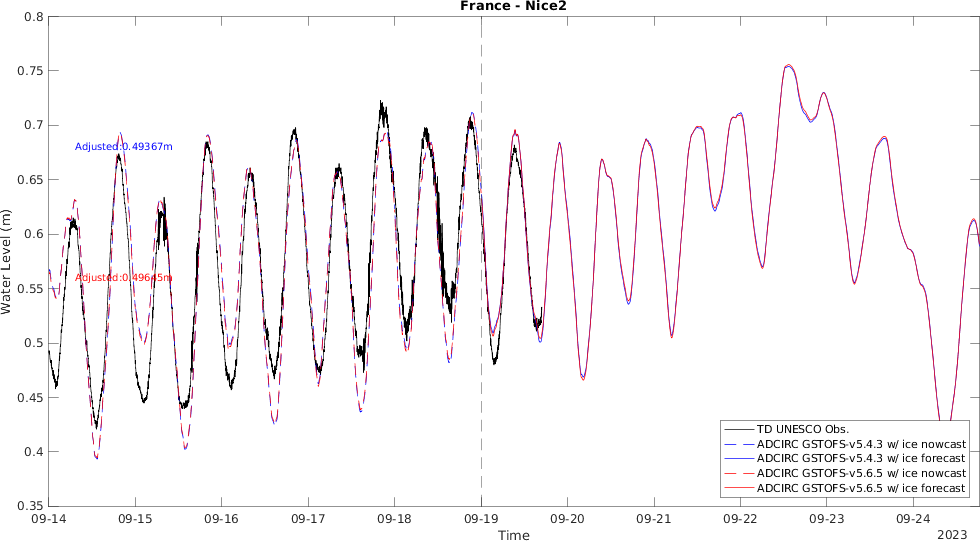 France - Nice2
0.8
0.75
0.7
0.65
0.6
0.55
0.5
0.45
0.4
0.35
Water Level (m)
Adjusted:0.49367m
Adjusted:0.49645m
TD UNESCO Obs.
ADCIRC GSTOFS-v5.4.3 w/ ice nowcast
ADCIRC GSTOFS-v5.4.3 w/ ice forecast
ADCIRC GSTOFS-v5.6.5 w/ ice nowcast
ADCIRC GSTOFS-v5.6.5 w/ ice forecast
09-14 09-15 09-16 09-17 09-18 09-19 09-20 09-21 09-22 09-23 09-24
Time
2023